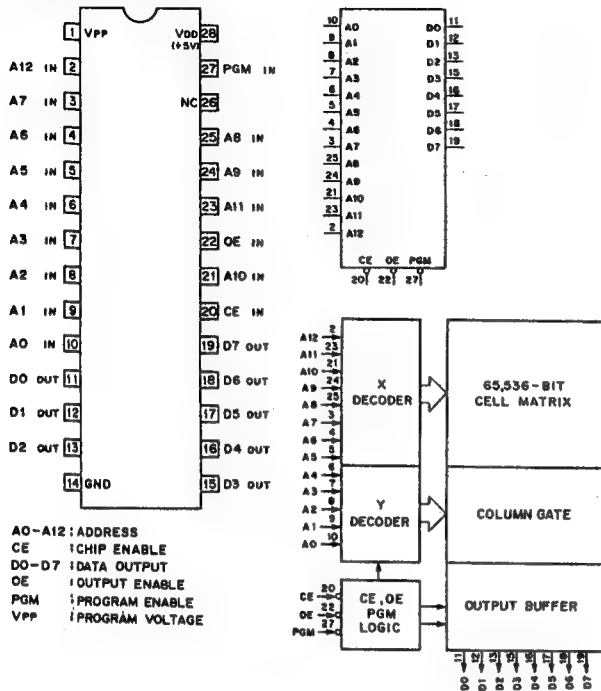 1 VPP VDD 28
(+5V)
A12 IN 2 27 PGM IN
A7 IN 3 NC 26
A6 IN 4 25 A8 IN
A5 IN 5 24 A9 IN
A4 IN 6 23 A11 IN
A3 IN 7 22 OE IN
A2 IN 8 21 A10 IN
A1 IN 9 20 CE IN
A0 IN 10 19 D7 OUT
D0 OUT 11 18 D6 OUT
D1 OUT 12 17 D5 OUT
D2 OUT 13 16 D4 OUT
14 GND 15 D3 OUT
A0-A12 : ADDRESS
CE : CHIP ENABLE
D0-D7 : DATA OUTPUT
OE : OUTPUT ENABLE
PGM : PROGRAM ENABLE
VPP : PROGRAM VOLTAGE
10 A0 D0 11
9 A1 D1 12
8 A2 D2 13
7 A3 D3 15
6 A4 D4 16
5 A5 D5 17
4 A6 D6 18
3 A7 D7 19
25 A8
24 A9
21 A10
23 A11
2 A12
CE OE PGM
20 22 27
A12 2
A11 23
A10 21
A9 24
A8 25
A7 3
A6 4
A5 5
A4 6
A3 7
A2 8
A1 9
A0 10
X
DECODER
65,536-BIT
CELL MATRIX
Y
DECODER
COLUMN GATE
CE 20
OE 22
PGM 27
CE, OE
PGM
LOGIC
OUTPUT BUFFER
11 12 13 15 16 17 18 19
D0 D1 D2 D3 D4 D5 D6 D7